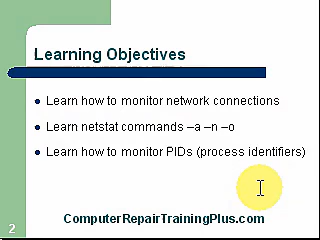 Learning Objectives
Learn how to monitor network connections
Learn netstat commands –a –n –o
Learn how to monitor PIDs (process identifiers)
ComputerRepairTrainingPlus.com
2